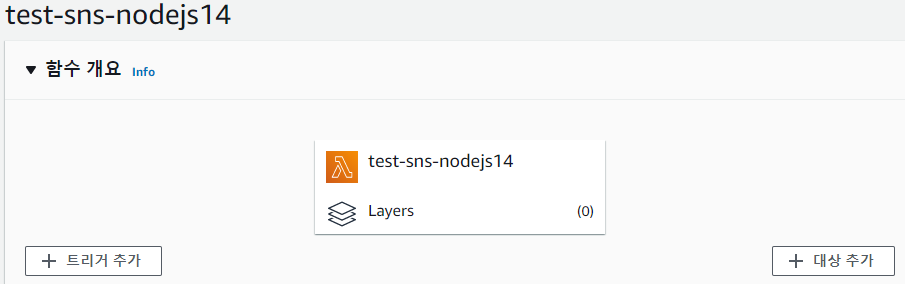 test-sns-nodejs14
▼ 함수 개요 Info
test-sns-nodejs14
Layers (0)
+ 트리거 추가
+ 대상 추가